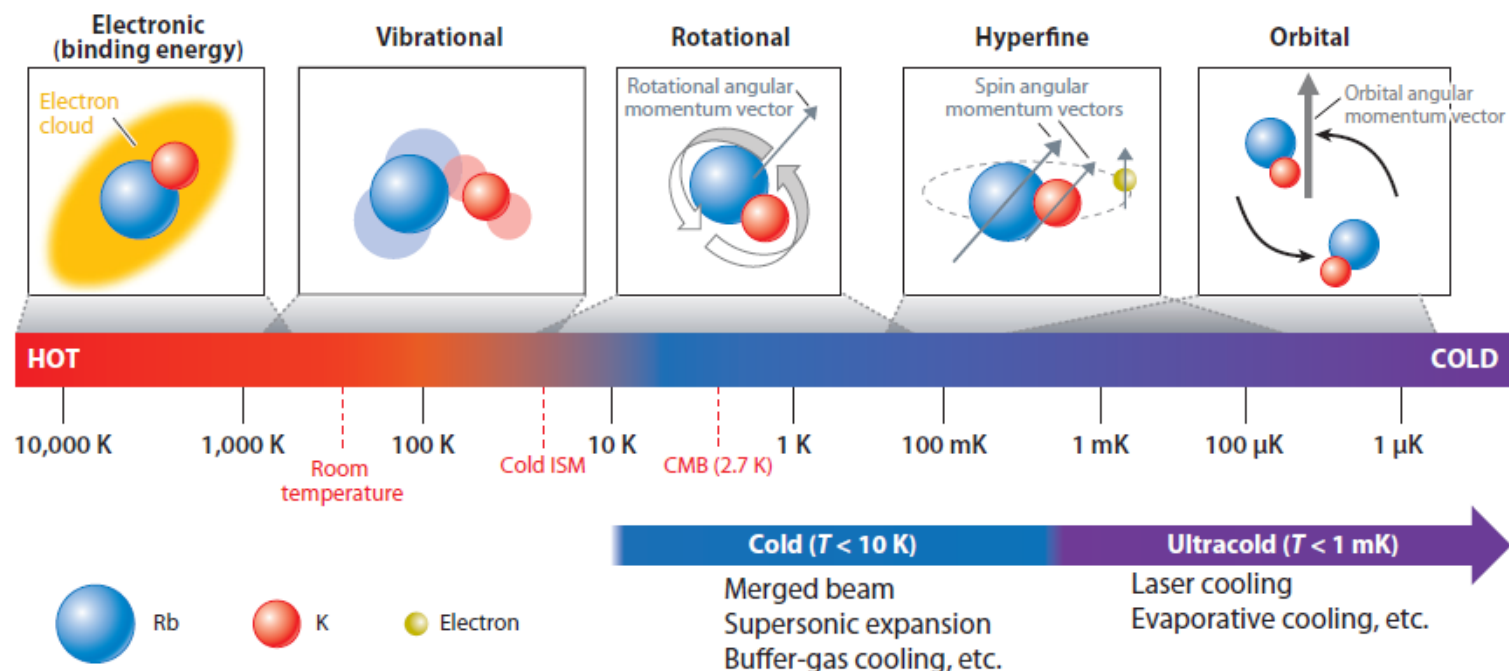 Electronic
(binding energy)
Vibrational
Rotational
Hyperfine
Orbital
Electron
cloud
Rotational angular
momentum vector
Spin angular
momentum vectors
Orbital angular
momentum vector
HOT
COLD
10,000 K
1,000 K
100 K
10 K
1 K
100 mK
1 mK
100 µK
1 µK
Room
temperature
Cold ISM
CMB (2.7 K)
Cold (T < 10 K)
Ultracold (T < 1 mK)
Merged beam
Supersonic expansion
Buffer-gas cooling, etc.
Laser cooling
Evaporative cooling, etc.
Rb
K
Electron